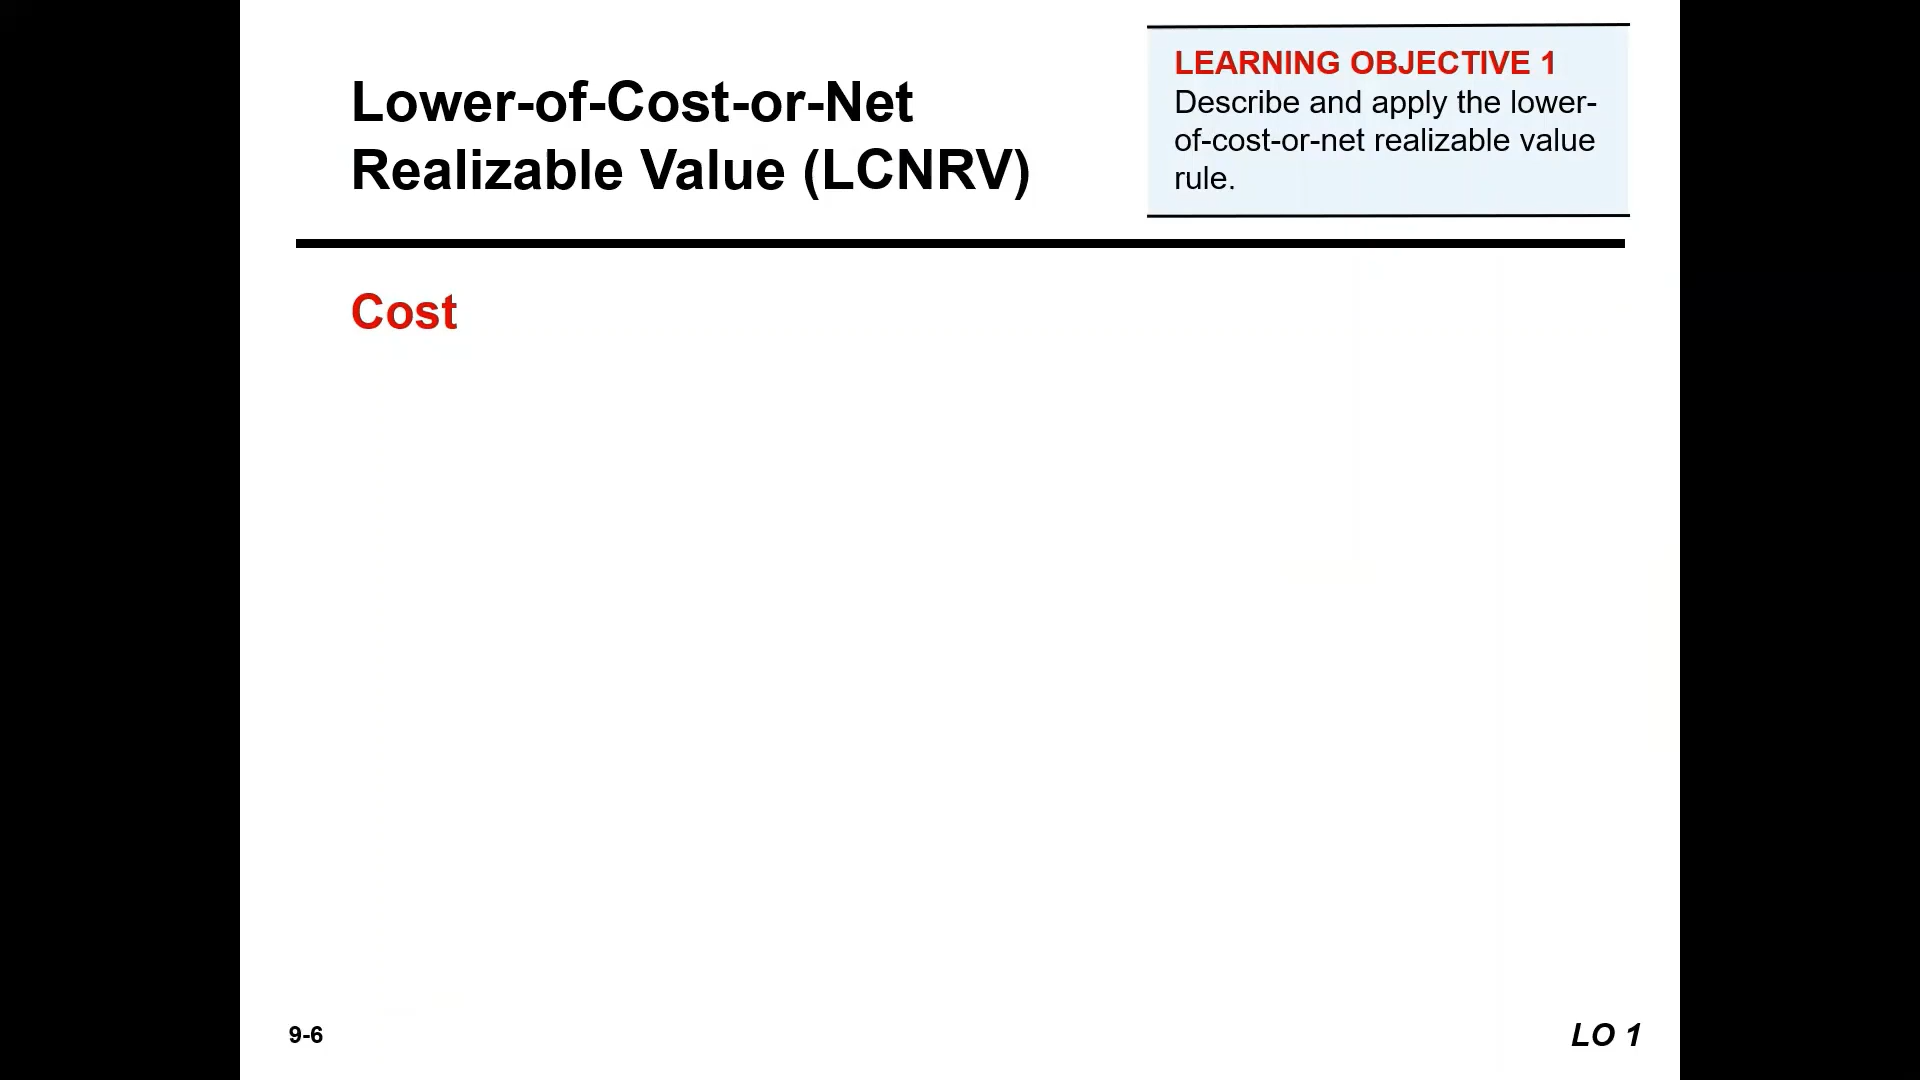 Lower-of-Cost-or-Net
Realizable Value (LCNRV)
LEARNING OBJECTIVE 1
Describe and apply the lower-
of-cost-or-net realizable value
rule.
Cost
9-6
LO 1